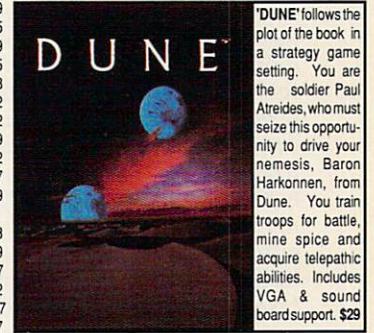 DUNE™
'DUNE' follows the
plot of the book in
a strategy game
setting. You are
the soldier Paul
Atreides, who must
seize this opportu-
nity to drive your
nemesis, Baron
Harkonnen, from
Dune. You train
troops for battle,
mine spice and
acquire telepathic
abilities. Includes
VGA & sound
board support. $29